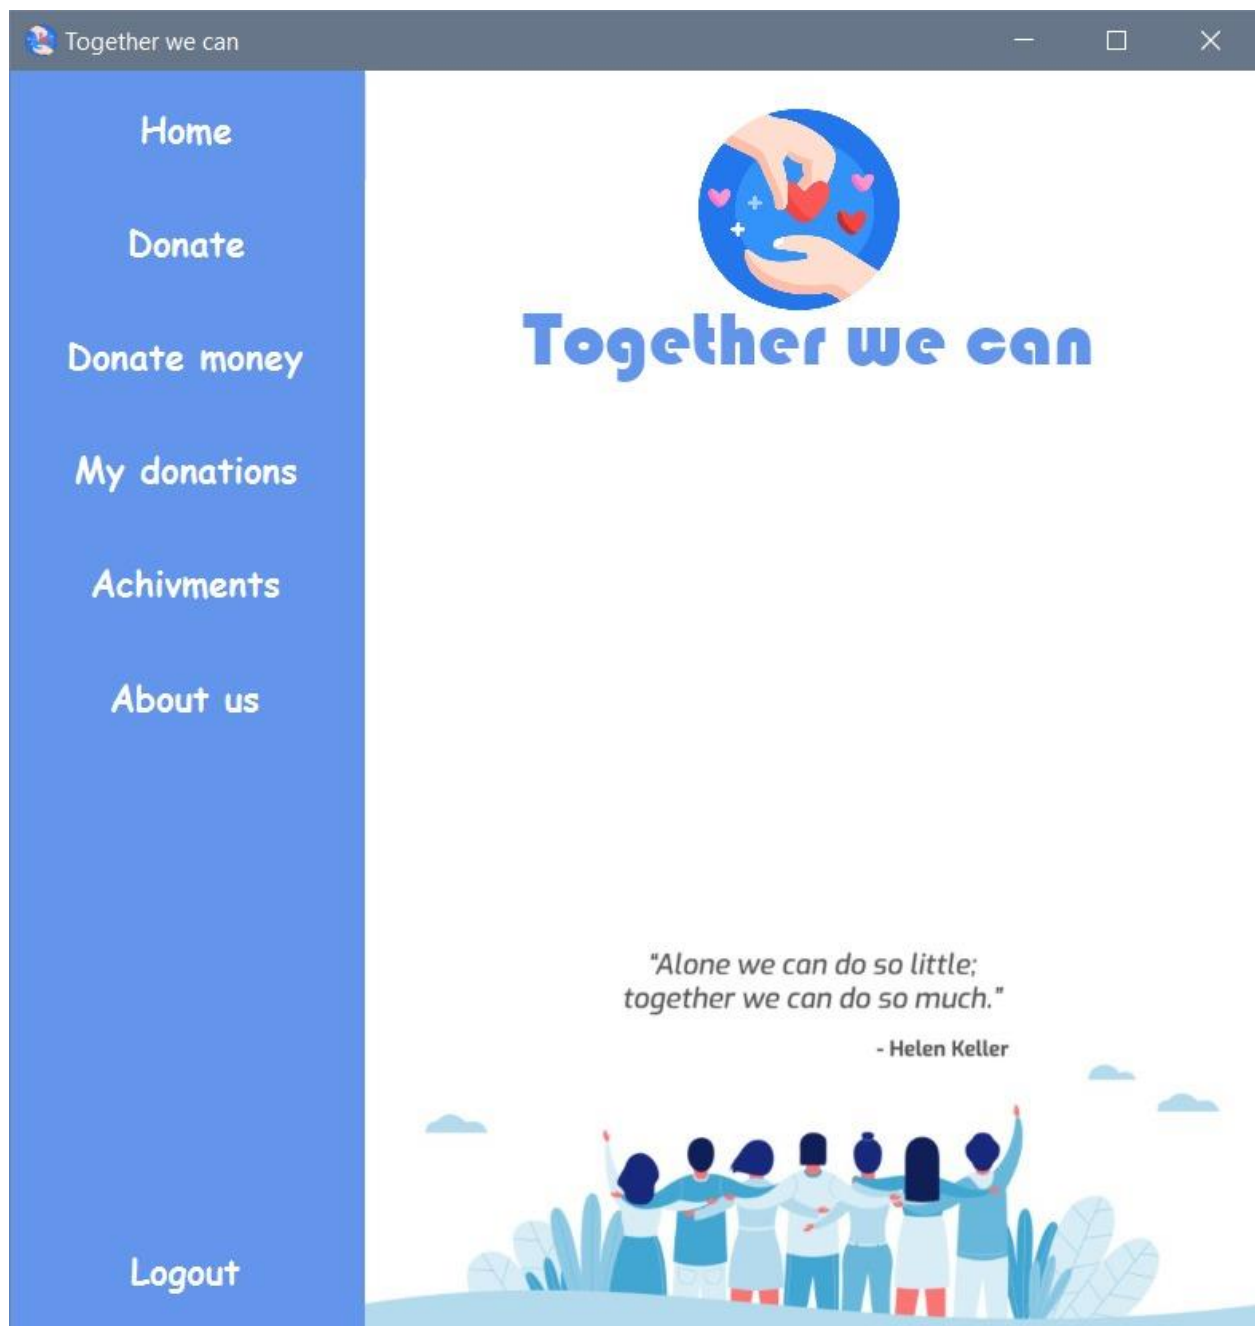 Together we can
Home
Donate
Donate money
My donations
Achivments
About us
Logout
Together we can
"Alone we can do so little;
together we can do so much."
- Helen Keller